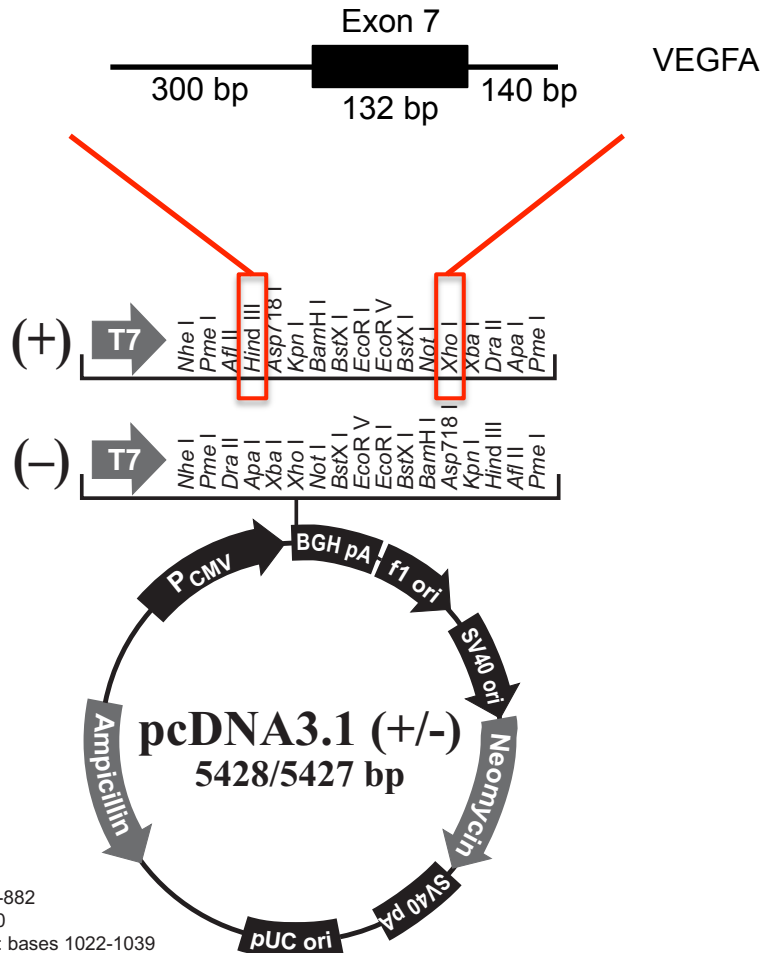 Exon 7
VEGFA
300 bp
132 bp
140 bp
(+)
T7
Nhe I
Pme I
Afl II
Hind III
Asp718 I
Kpn I
BamH I
BstX I
EcoR I
EcoR V
BstX I
Not I
Xho I
Xba I
Dra II
Apa I
Pme I
(–)
T7
Nhe I
Pme I
Dra II
Apa I
Xba I
Xho I
Not I
BstX I
EcoR V
EcoR I
BstX I
BamH I
Asp718 I
Kpn I
Hind III
Afl II
Pme I
PCMV
BGH pA
f1 ori
SV40 ori
Neomycin
SV40 pA
pUC ori
Ampicillin
pcDNA3.1 (+/-)
5428/5427 bp
-882
0
: bases 1022-1039